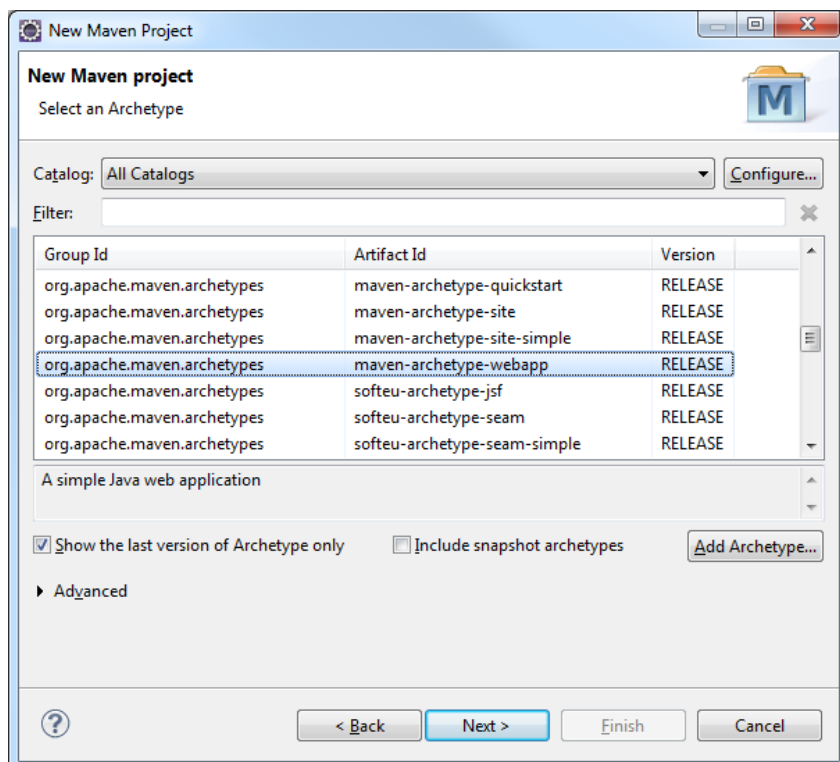 New Maven Project
New Maven project
Select an Archetype
M
Catalog: All Catalogs Configure...
Filter:
Group Id Artifact Id Version
org.apache.maven.archetypes maven-archetype-quickstart RELEASE
org.apache.maven.archetypes maven-archetype-site RELEASE
org.apache.maven.archetypes maven-archetype-site-simple RELEASE
org.apache.maven.archetypes maven-archetype-webapp RELEASE
org.apache.maven.archetypes softeu-archetype-jsf RELEASE
org.apache.maven.archetypes softeu-archetype-seam RELEASE
org.apache.maven.archetypes softeu-archetype-seam-simple RELEASE
A simple Java web application
Show the last version of Archetype only Include snapshot archetypes Add Archetype...
Advanced
? < Back Next > Finish Cancel